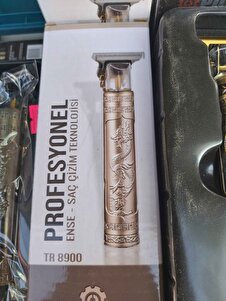 PROFESYONEL
ENSE - SAÇ ÇİZİM TEKNOLOJİSİ
TR 8900